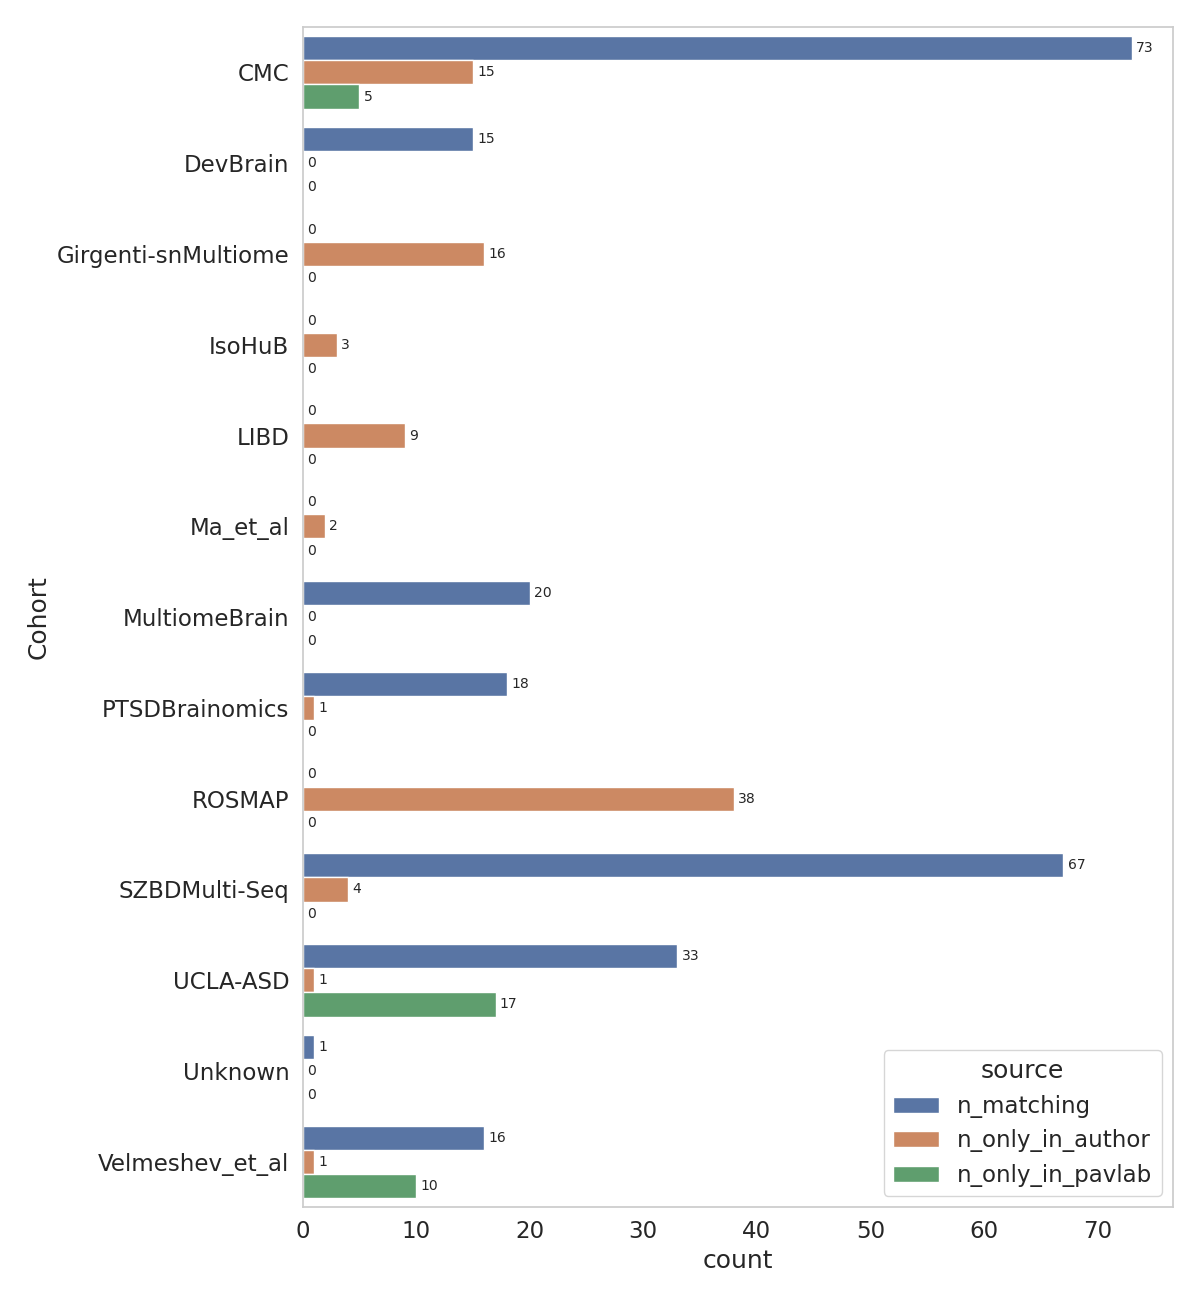 CMC
73
15
5
DevBrain
15
0
0
Girgenti-snMultiome
0
16
0
IsoHuB
0
3
0
LIBD
0
9
0
Ma_et_al
0
2
0
MultiomeBrain
20
0
0
PTSDBrainomics
18
1
0
ROSMAP
0
38
0
SZBDMulti-Seq
67
4
0
UCLA-ASD
33
1
17
Unknown
1
0
0
Velmeshev_et_al
16
1
10
Cohort
source
n_matching
n_only_in_author
n_only_in_pavlab
0 10 20 30 40 50 60 70
count